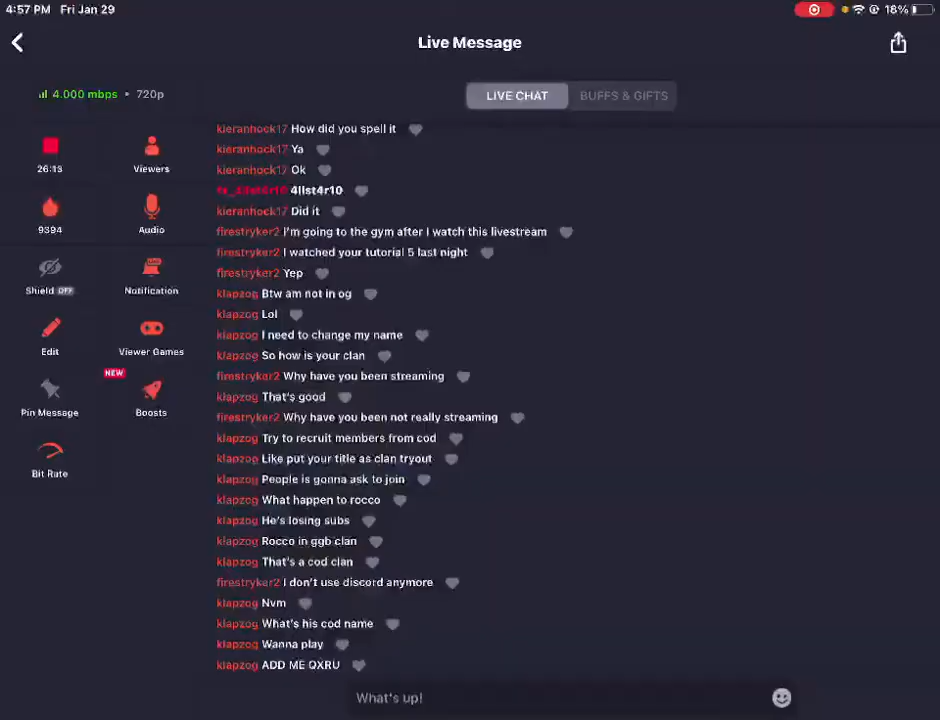 4:57 PM Fri Jan 29
18%
Live Message
4.000 mbps • 720p
LIVE CHAT
BUFFS & GIFTS
26:13
Viewers
9394
Audio
Shield OFF
Notification
Edit
Viewer Games
NEW
Pin Message
Boosts
Bit Rate
kieranhock17 How did you spell it
kieranhock17 Ya
kieranhock17 Ok
4list4r10
kieranhock17 Did it
firestryker2 I'm going to the gym after I watch this livestream
firestryker2 I watched your tutorial 5 last night
firestryker2 Yep
klapzog Btw am not in og
klapzog Lol
klapzog I need to change my name
klapzog So how is your clan
firestryker2 Why have you been streaming
klapzog That's good
firestryker2 Why have you been not really streaming
klapzog Try to recruit members from cod
klapzog Like put your title as clan tryout
klapzog People is gonna ask to join
klapzog What happen to rocco
klapzog He's losing subs
klapzog Rocco in ggb clan
klapzog That's a cod clan
firestryker2 I don't use discord anymore
klapzog Nvm
klapzog What's his cod name
klapzog Wanna play
klapzog ADD ME QXRU
What's up!